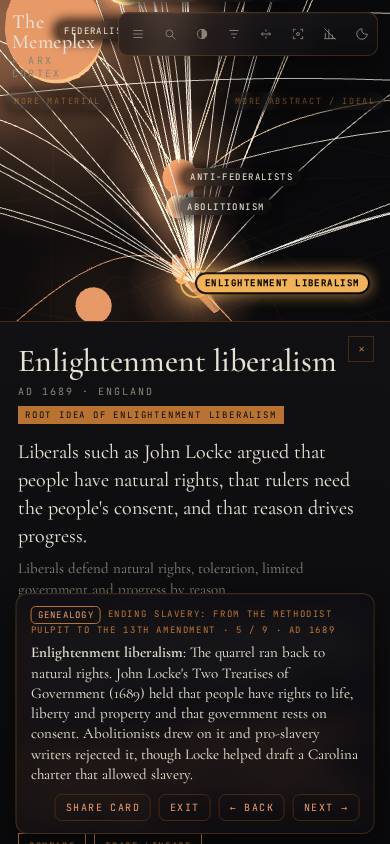 The
Memeplex
ARX
CORTEX
FEDERALIS
MORE MATERIAL
MORE ABSTRACT / IDEAL
ANTI-FEDERALISTS
ABOLITIONISM
ENLIGHTENMENT LIBERALISM
Enlightenment liberalism
×
AD 1689 · ENGLAND
ROOT IDEA OF ENLIGHTENMENT LIBERALISM
Liberals such as John Locke argued that
people have natural rights, that rulers need
the people's consent, and that reason drives
progress.
Liberals defend natural rights, toleration, limited
government and progress by reason
GENEALOGY ENDING SLAVERY: FROM THE METHODIST
PULPIT TO THE 13TH AMENDMENT · 5 / 9 · AD 1689
Enlightenment liberalism: The quarrel ran back to
natural rights. John Locke's Two Treatises of
Government (1689) held that people have rights to life,
liberty and property and that government rests on
consent. Abolitionists drew on it and pro-slavery
writers rejected it, though Locke helped draft a Carolina
charter that allowed slavery.
SHARE CARD
EXIT
← BACK
NEXT →